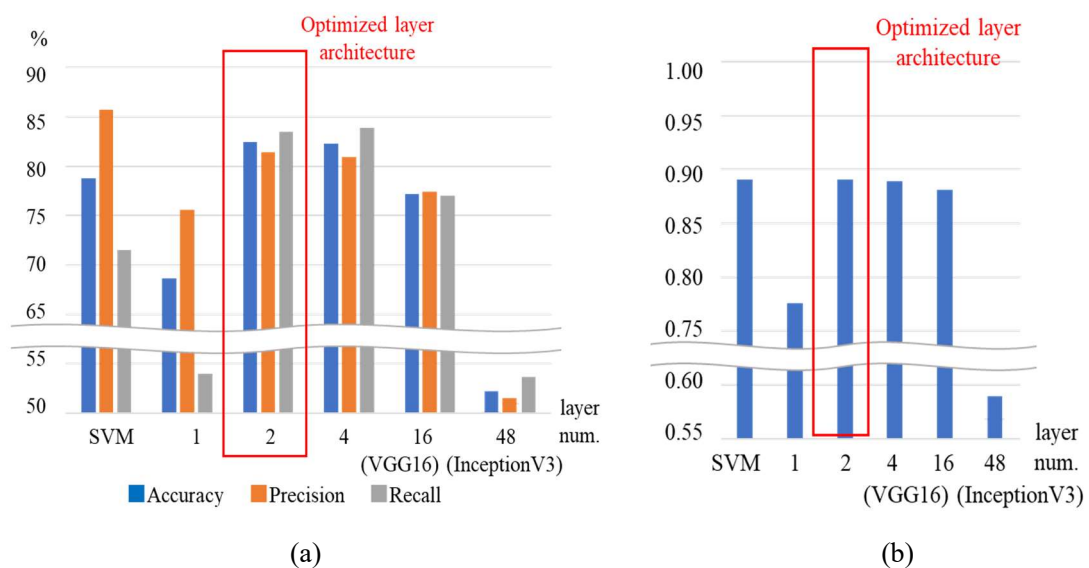 Optimized layer
architecture
%
90
85
80
75
70
65
55
50
SVM
1
2
4
16
48
layer
num.
(VGG16) (InceptionV3)
Accuracy
Precision
Recall
(a)
Optimized layer
architecture
1.00
0.95
0.90
0.85
0.80
0.75
0.60
0.55
SVM
1
2
4
16
48
layer
num.
(VGG16) (InceptionV3)
(b)